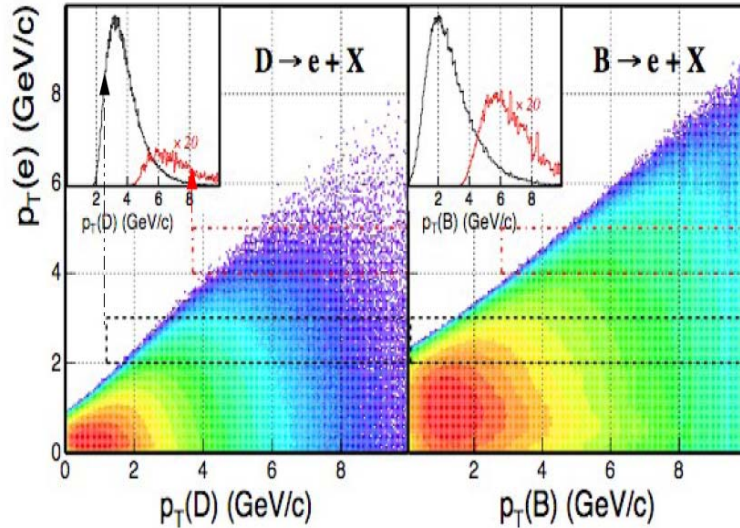 p_T(e) (GeV/c)
8
6
4
2
0
D → e + X
× 20
2 4 6 8
p_T(D) (GeV/c)
B → e + X
× 20
2 4 6 8
p_T(B) (GeV/c)
0 2 4 6 8
p_T(D) (GeV/c)
2 4 6 8
p_T(B) (GeV/c)